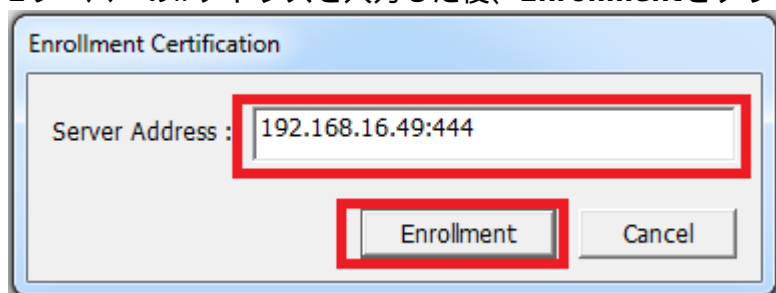 Enrollment Certification
Server Address : 192.168.16.49:444
Enrollment Cancel